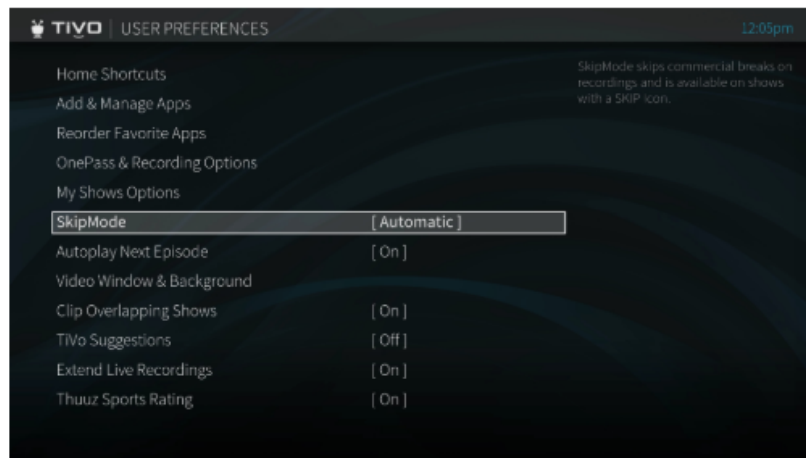 TIVO USER PREFERENCES 12:05pm
Home Shortcuts
Add & Manage Apps
Reorder Favorite Apps
OnePass & Recording Options
My Shows Options
SkipMode [ Automatic ]
Autoplay Next Episode [ On ]
Video Window & Background
Clip Overlapping Shows [ On ]
TiVo Suggestions [ Off ]
Extend Live Recordings [ On ]
Thuuz Sports Rating [ On ]
SkipMode skips commercial breaks on
recordings and is available on shows
with a SKIP icon.